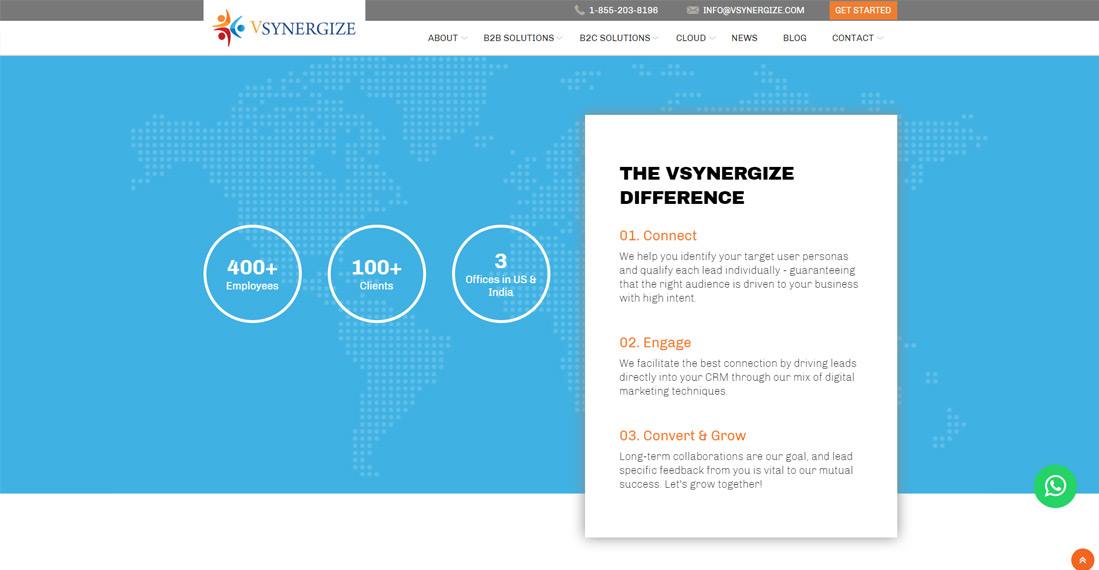 1-855-203-8196 INFO@VSYNERGIZE.COM GET STARTED
VSYNERGIZE
ABOUT B2B SOLUTIONS B2C SOLUTIONS CLOUD NEWS BLOG CONTACT
400+
Employees
100+
Clients
3
Offices in US &
India
THE VSYNERGIZE
DIFFERENCE
01. Connect
We help you identify your target user personas
and qualify each lead individually - guaranteeing
that the right audience is driven to your business
with high intent.
02. Engage
We facilitate the best connection by driving leads
directly into your CRM through our mix of digital
marketing techniques.
03. Convert & Grow
Long-term collaborations are our goal, and lead
specific feedback from you is vital to our mutual
success. Let's grow together!